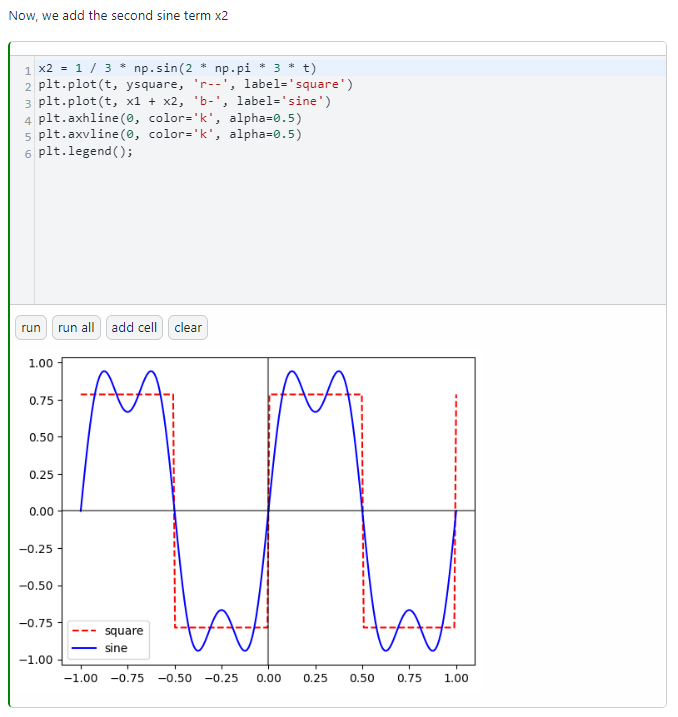 Now, we add the second sine term x2
1 x2 = 1 / 3 * np.sin(2 * np.pi * 3 * t)
2 plt.plot(t, ysquare, 'r--', label='square')
3 plt.plot(t, x1 + x2, 'b-', label='sine')
4 plt.axhline(0, color='k', alpha=0.5)
5 plt.axvline(0, color='k', alpha=0.5)
6 plt.legend();
run run all add cell clear
1.00
0.75
0.50
0.25
0.00
−0.25
−0.50
−0.75
−1.00
square
sine
−1.00 −0.75 −0.50 −0.25 0.00 0.25 0.50 0.75 1.00